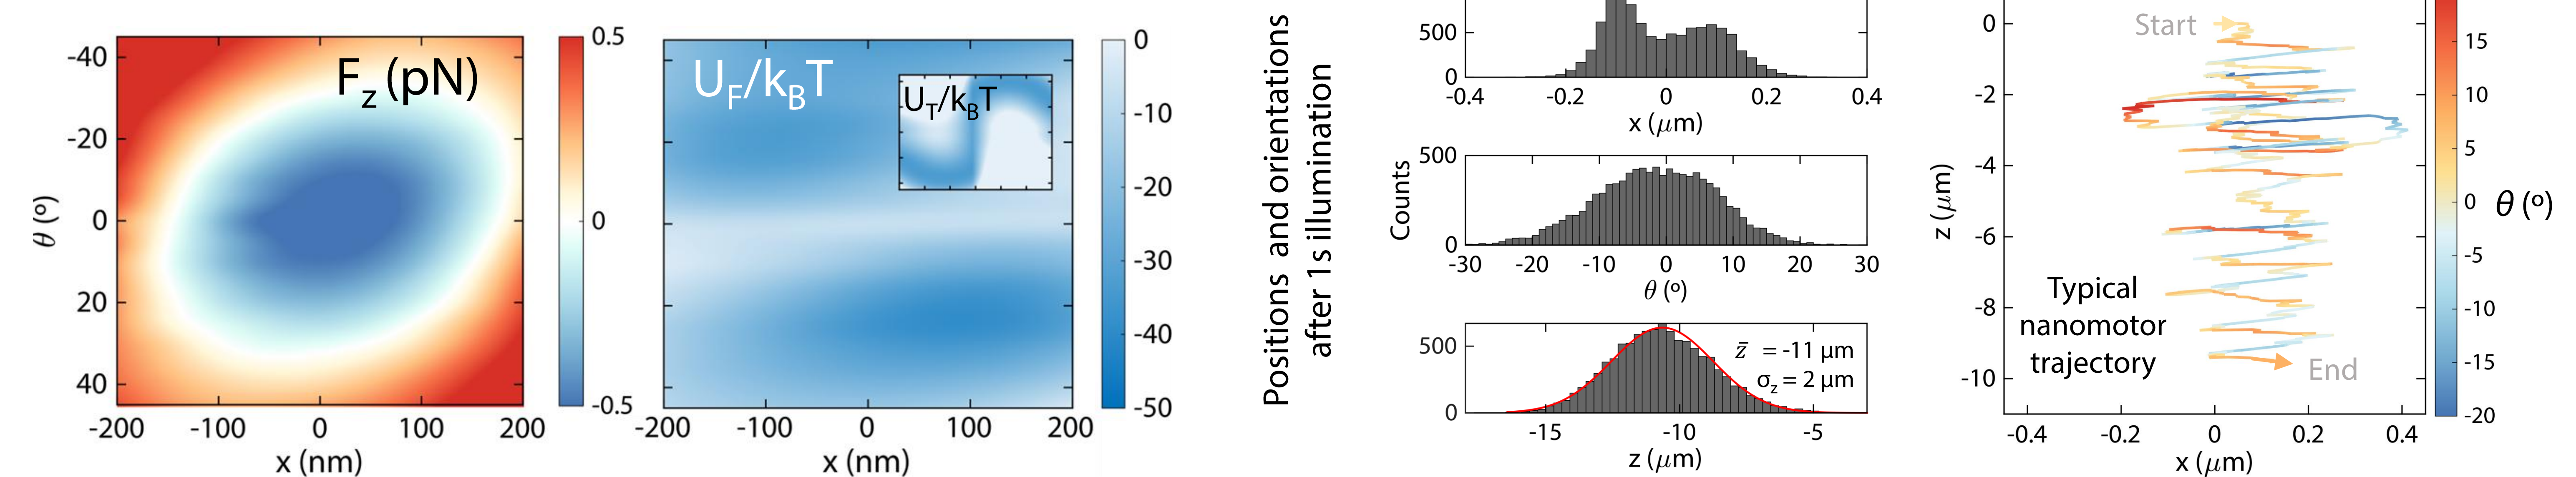 F_z (pN)
-40
-20
0
20
40
θ (º)
-200 -100 0 100 200
x (nm)
0.5
0
-0.5
U_F/k_BT
U_T/k_BT
-200 -100 0 100 200
x (nm)
0
-10
-20
-30
-40
-50
Positions and orientations
after 1s illumination
500
0
-0.4 -0.2 0 0.2 0.4
x (μm)
Counts
500
0
-30 -20 -10 0 10 20 30
θ (º)
500
0
z̄ = -11 μm
σ_z = 2 μm
-15 -10 -5
z (μm)
z (μm)
0
-2
-4
-6
-8
-10
Start
Typical
nanomotor
trajectory
End
-0.4 -0.2 0 0.2 0.4
x (μm)
15
10
5
0
-5
-10
-15
-20
θ (º)